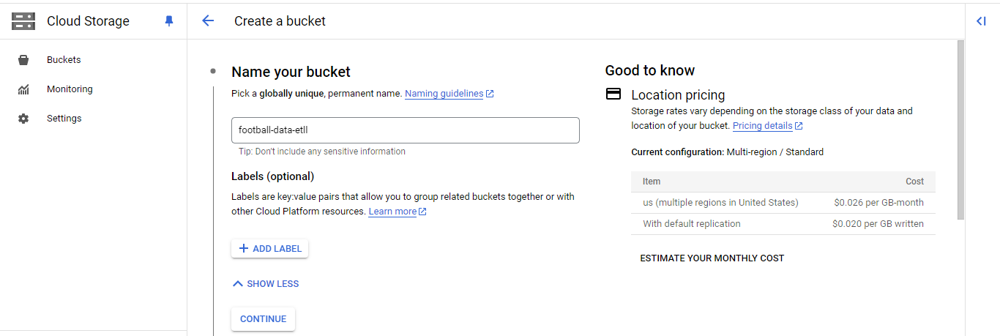 Cloud Storage
Create a bucket
Buckets
Monitoring
Settings
Name your bucket
Pick a globally unique, permanent name. Naming guidelines
football-data-etll
Tip: Don't include any sensitive information
Labels (optional)
Labels are key:value pairs that allow you to group related buckets together or with
other Cloud Platform resources. Learn more
ADD LABEL
SHOW LESS
CONTINUE
Good to know
Location pricing
Storage rates vary depending on the storage class of your data and
location of your bucket. Pricing details
Current configuration: Multi-region / Standard
Item Cost
us (multiple regions in United States) $0.026 per GB-month
With default replication $0.020 per GB written
ESTIMATE YOUR MONTHLY COST